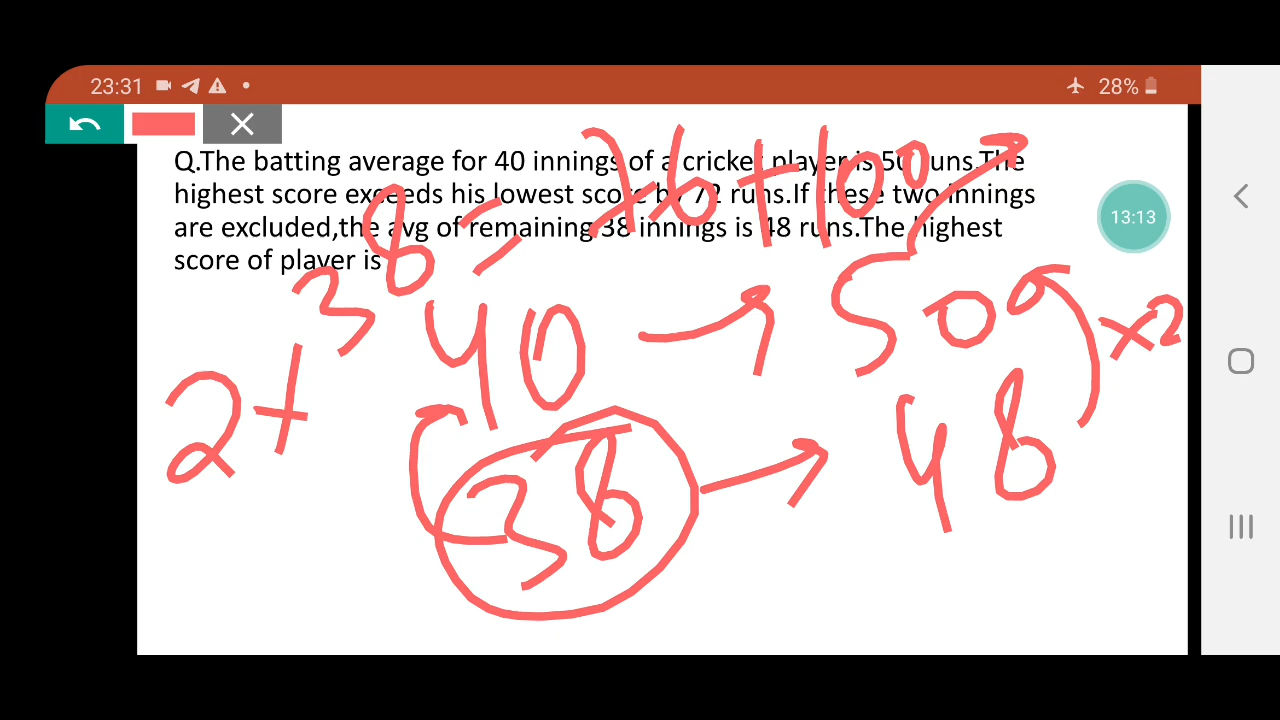 23:31
28%
Q.The batting average for 40 innings of a cricket player is 50 runs.The
highest score exceeds his lowest score by 72 runs.If these two innings
are excluded,the avg of remaining 38 innings is 48 runs.The highest
score of player is
13:13
2×38=76+100
40 → 50
×2
38 → 48